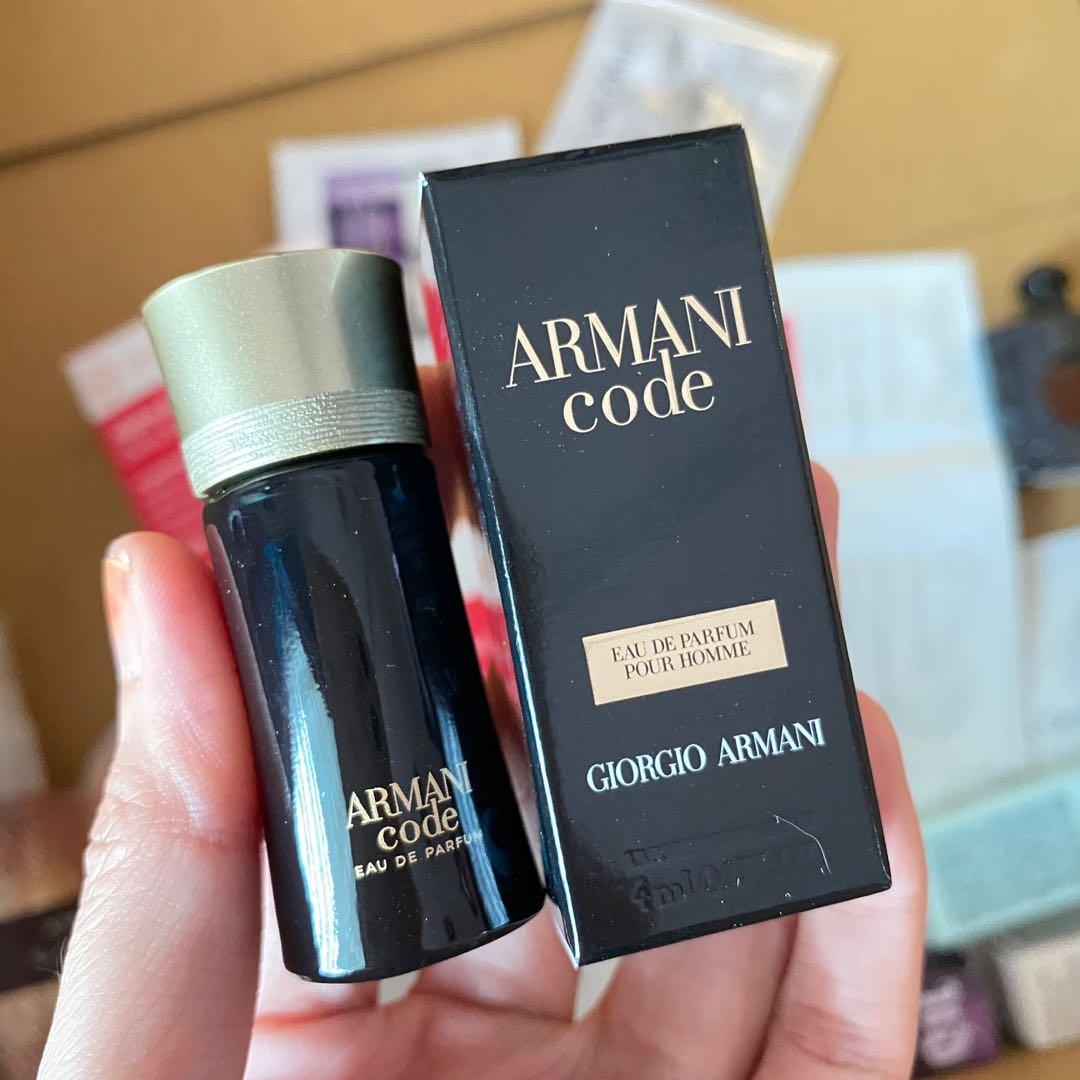 ARMANI
code
EAU DE PARFUM
POUR HOMME
GIORGIO ARMANI
4ml
ARMANI
code
EAU DE PARFUM